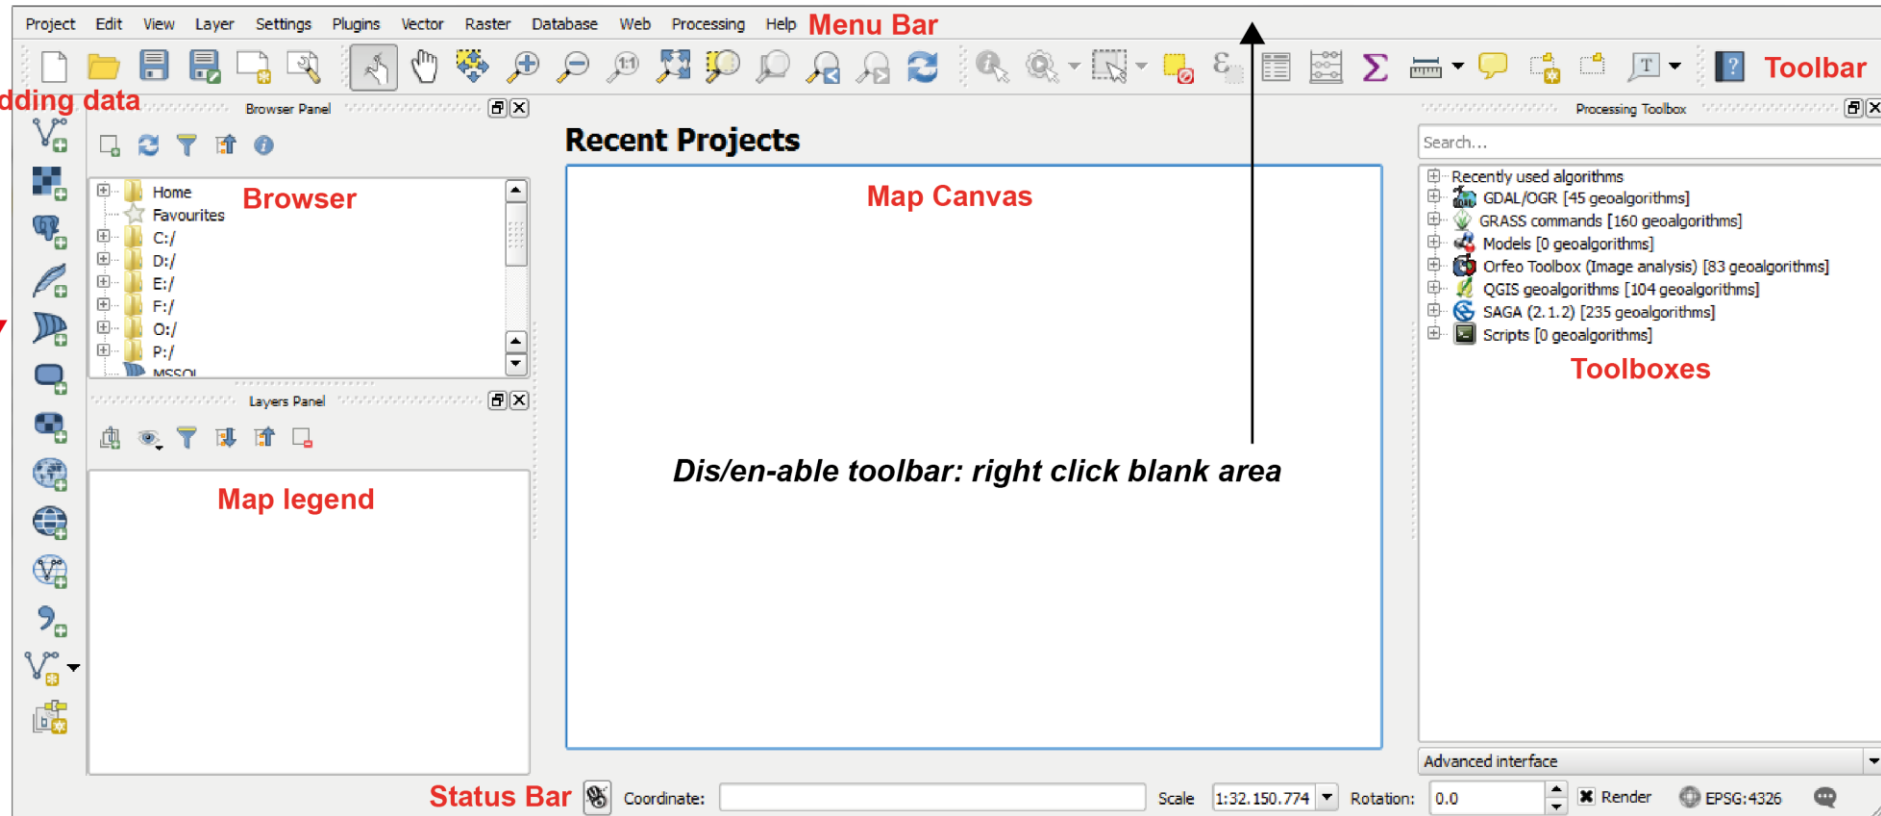 Project Edit View Layer Settings Plugins Vector Raster Database Web Processing Help Menu Bar
1:1 ε Σ T ? Toolbar
dding data
Browser Panel
Processing Toolbox
Recent Projects
Search...
Home
Favourites
C:/
D:/
E:/
F:/
O:/
P:/
MSSQL
Browser
Map Canvas
Recently used algorithms
GDAL/OGR [45 geoalgorithms]
GRASS commands [160 geoalgorithms]
Models [0 geoalgorithms]
Orfeo Toolbox (Image analysis) [83 geoalgorithms]
QGIS geoalgorithms [104 geoalgorithms]
SAGA (2.1.2) [235 geoalgorithms]
Scripts [0 geoalgorithms]
Toolboxes
Layers Panel
Map legend
Dis/en-able toolbar: right click blank area
Advanced interface
Status Bar Coordinate: Scale 1:32.150.774 Rotation: 0.0 Render EPSG:4326